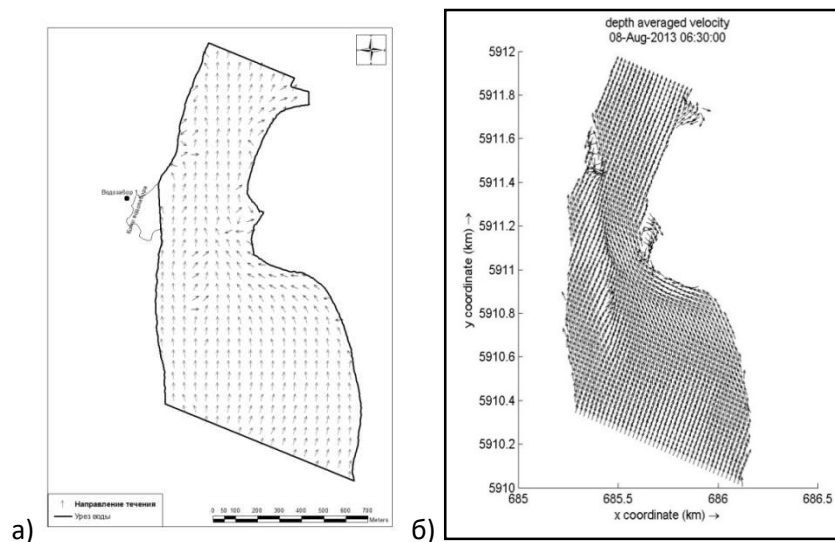 Водозабор
Направление течения
Урез воды
0 50 100 200 300 400 500 600 700
Meters
а)
depth averaged velocity
08-Aug-2013 06:30:00
5912
5911.8
5911.6
5911.4
5911.2
5911
5910.8
5910.6
5910.4
5910.2
5910
y coordinate (km) →
685
685.5
686
686.5
x coordinate (km) →
б)